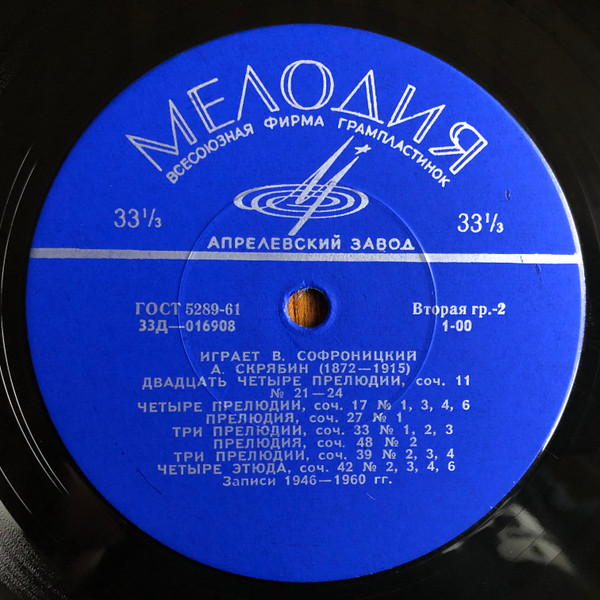 МЕЛОДИЯ
ВСЕСОЮЗНАЯ ФИРМА ГРАМПЛАСТИНОК
33⅓ 33⅓
АПРЕЛЕВСКИЙ ЗАВОД
ГОСТ 5289-61 Вторая гр.-2
33Д—016908 1-00
ИГРАЕТ В. СОФРОНИЦКИЙ
А. СКРЯБИН (1872—1915)
ДВАДЦАТЬ ЧЕТЫРЕ ПРЕЛЮДИИ, соч. 11
№ 21—24
ЧЕТЫРЕ ПРЕЛЮДИИ, соч. 17 № 1, 3, 4, 6
ПРЕЛЮДИЯ, соч. 27 № 1
ТРИ ПРЕЛЮДИИ, соч. 33 № 1, 2, 3
ПРЕЛЮДИЯ, соч. 48 № 2
ТРИ ПРЕЛЮДИИ, соч. 39 № 2, 3, 4
ЧЕТЫРЕ ЭТЮДА, соч. 42 № 2, 3, 4, 6
Записи 1946—1960 гг.